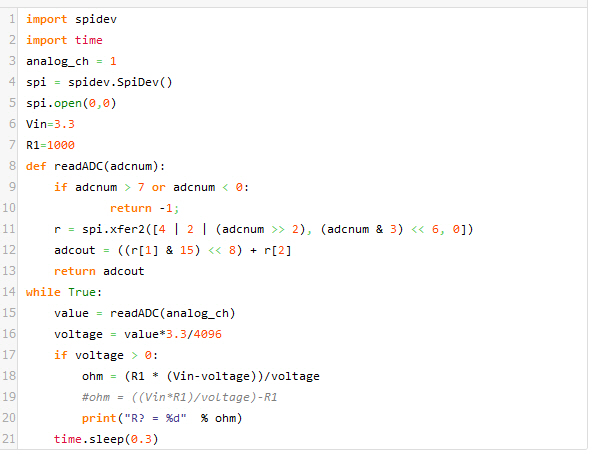 1 import spidev
2 import time
3 analog_ch = 1
4 spi = spidev.SpiDev()
5 spi.open(0,0)
6 Vin=3.3
7 R1=1000
8 def readADC(adcnum):
9     if adcnum > 7 or adcnum < 0:
10             return -1;
11     r = spi.xfer2([4 | 2 | (adcnum >> 2), (adcnum & 3) << 6, 0])
12     adcout = ((r[1] & 15) << 8) + r[2]
13     return adcout
14 while True:
15     value = readADC(analog_ch)
16     voltage = value*3.3/4096
17     if voltage > 0:
18         ohm = (R1 * (Vin-voltage))/voltage
19         #ohm = ((Vin*R1)/voltage)-R1
20         print("R? = %d"  % ohm)
21     time.sleep(0.3)